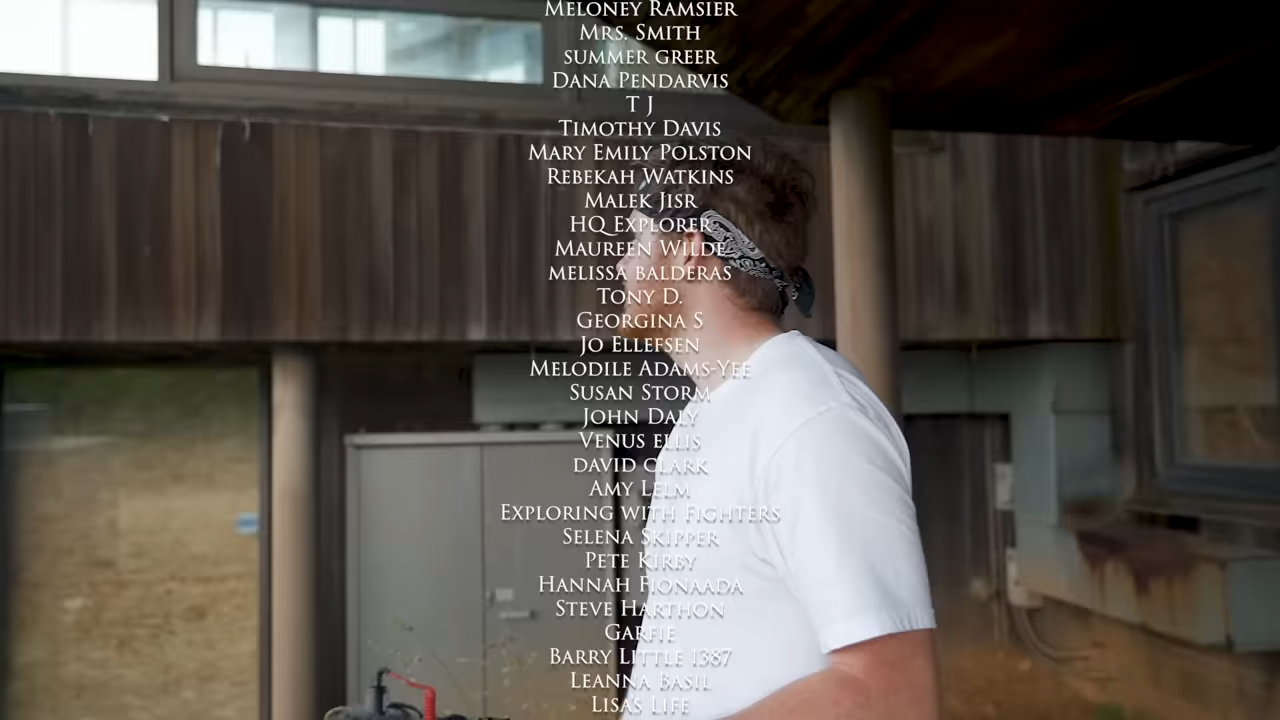 Meloney Ramsier
Mrs. Smith
summer greer
Dana Pendarvis
T J
Timothy Davis
Mary Emily Polston
Rebekah Watkins
Malek Jisr
HQ Explorer
Maureen Wilde
melissa balderas
Tony D.
Georgina S
Jo Ellefsen
Melodile Adams-Yee
Susan Storm
John Daly
Venus ellis
david clark
Amy Lelm
Exploring with Fighters
Selena Skipper
Pete Kirby
Hannah Fionaada
Steve Harthon
Garfie
Barry Little 1387
Leanna Basil
Lisas Life